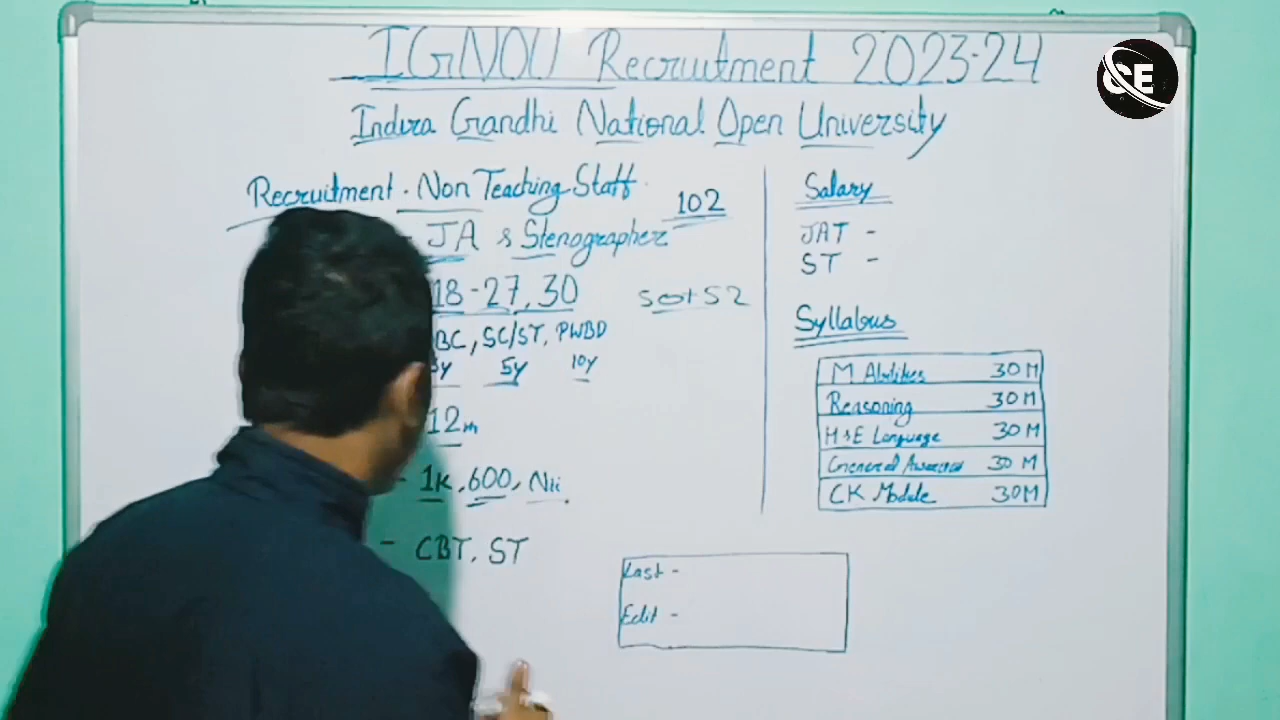 IGNOU Recruitment 2023-24
CE
Indira Gandhi National Open University
Recruitment - Non Teaching Staff
102
JA & Stenographer
18-27, 30
BC, SC/ST, PWBD
5y 10y
12th
- 1K, 600, Nil.
- CBT, ST
Salary
JAT -
ST -
Syllabus
M Abilities 30 M
Reasoning 30 M
H & E Language 30 M
General Awareness 30 M
CK Module 30 M
Last -
Edit -